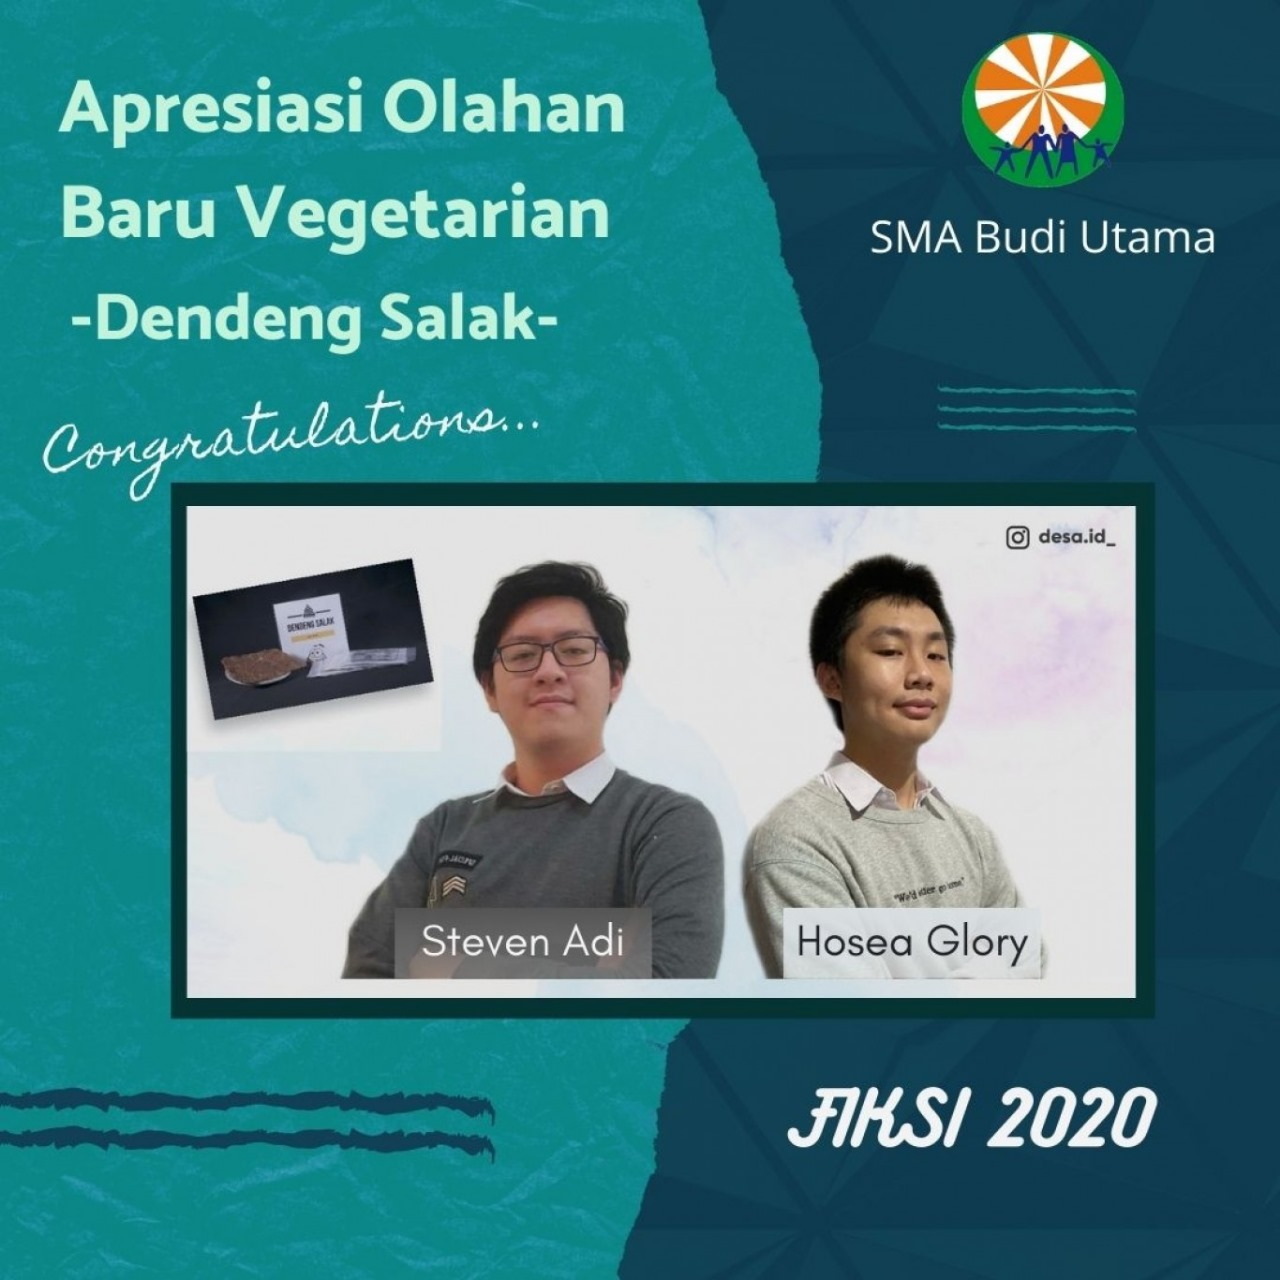 Apresiasi Olahan
Baru Vegetarian
-Dendeng Salak-
SMA Budi Utama
Congratulations...
desa.id_
DENDENG SALAK
Steven Adi
Hosea Glory
FIKSI 2020